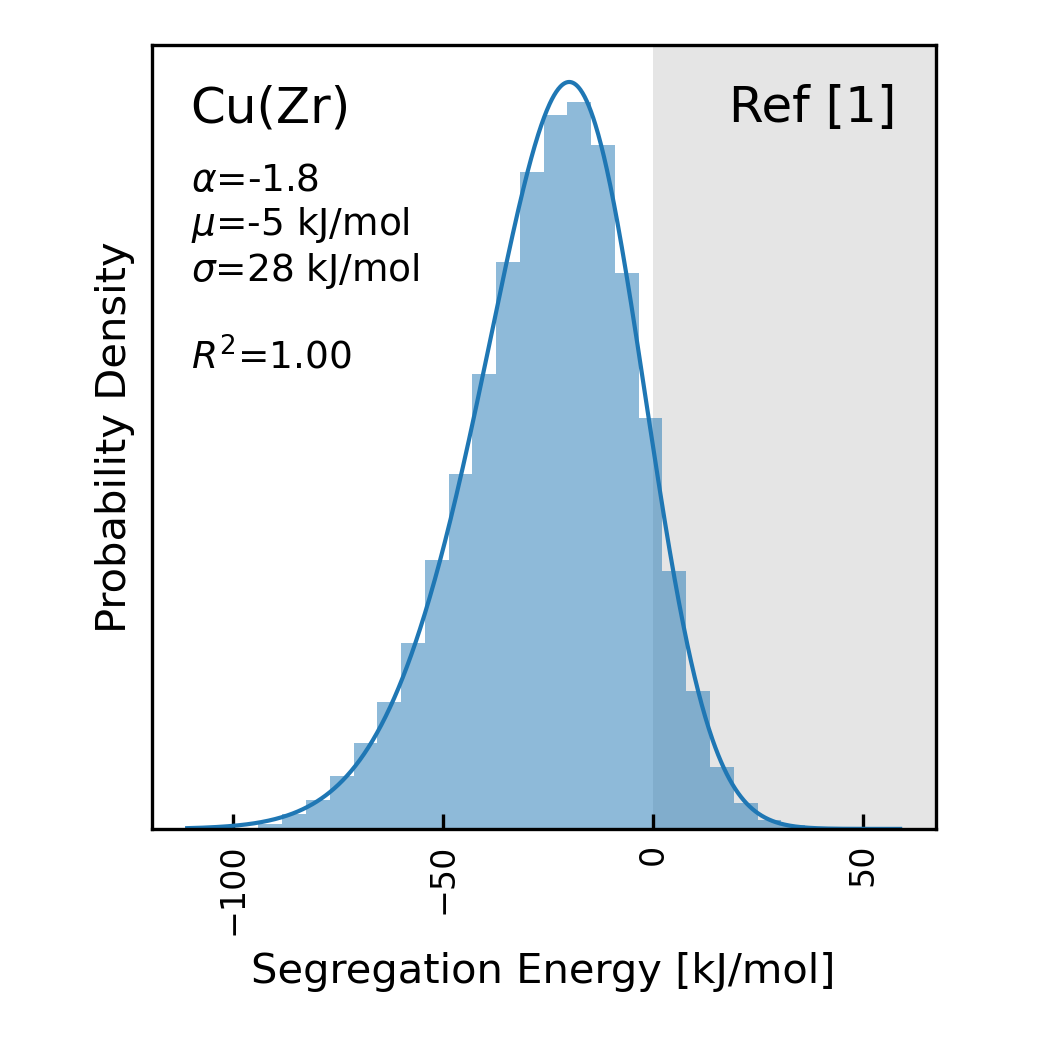 Cu(Zr)
Ref [1]
α=-1.8
μ=-5 kJ/mol
σ=28 kJ/mol
R²=1.00
Probability Density
−100
−50
0
50
Segregation Energy [kJ/mol]